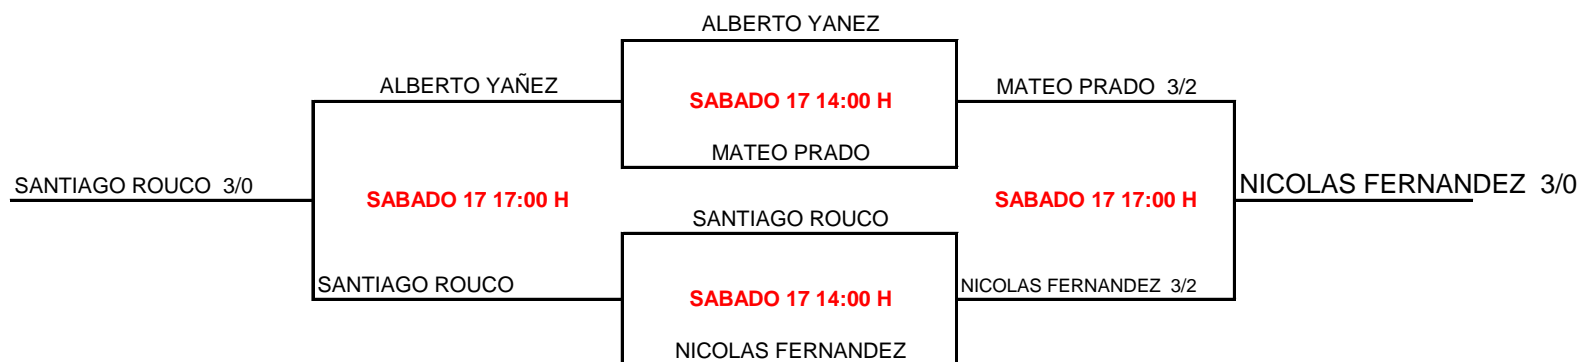 ALBERTO YANEZ
ALBERTO YAÑEZ
SABADO 17 14:00 H
MATEO PRADO 3/2
MATEO PRADO
SANTIAGO ROUCO 3/0
SABADO 17 17:00 H
SABADO 17 17:00 H
NICOLAS FERNANDEZ 3/0
SANTIAGO ROUCO
SANTIAGO ROUCO
SABADO 17 14:00 H
NICOLAS FERNANDEZ 3/2
NICOLAS FERNANDEZ